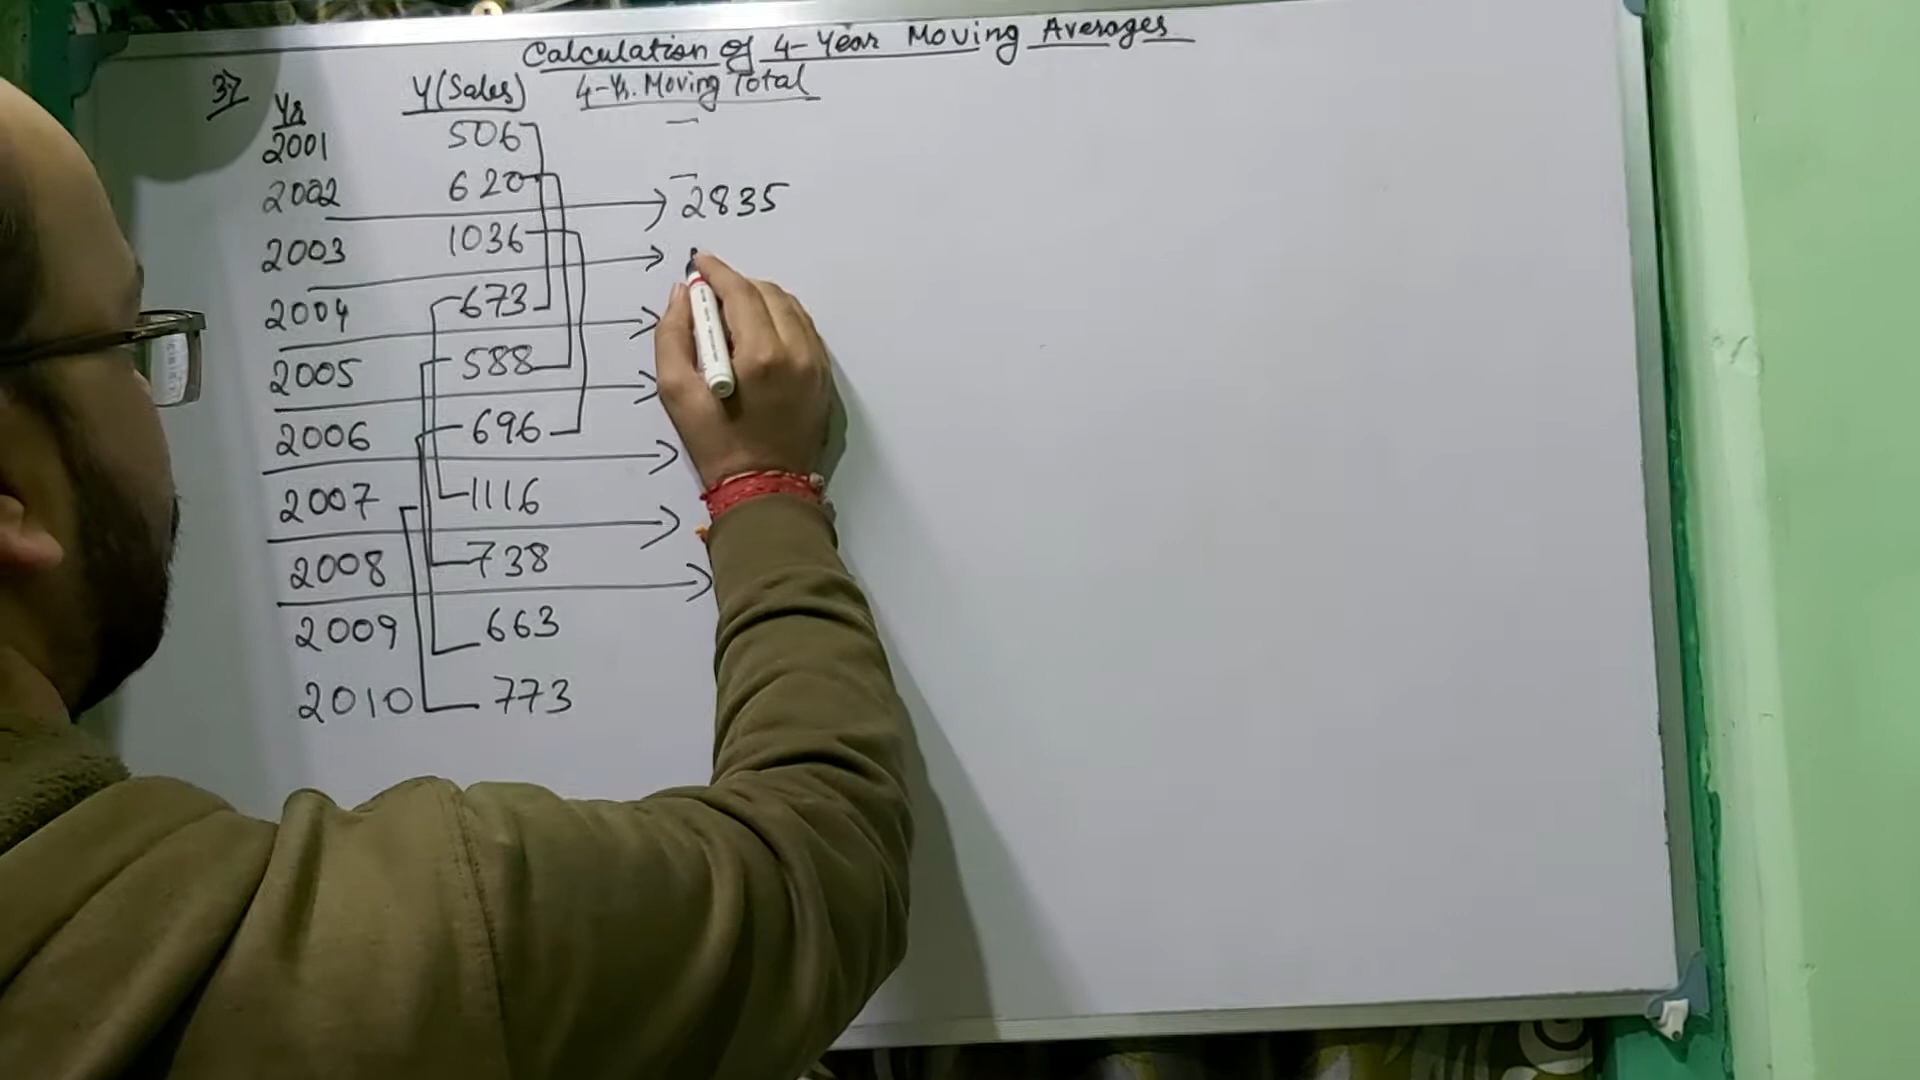 Calculation of 4-Year Moving Averages
37 Yr Y(Sales) 4-Yr. Moving Total
2001 506 —
2002 620 —
2835
2003 1036
2004 673
2005 588
2006 696
2007 1116
2008 738
2009 663
2010 773